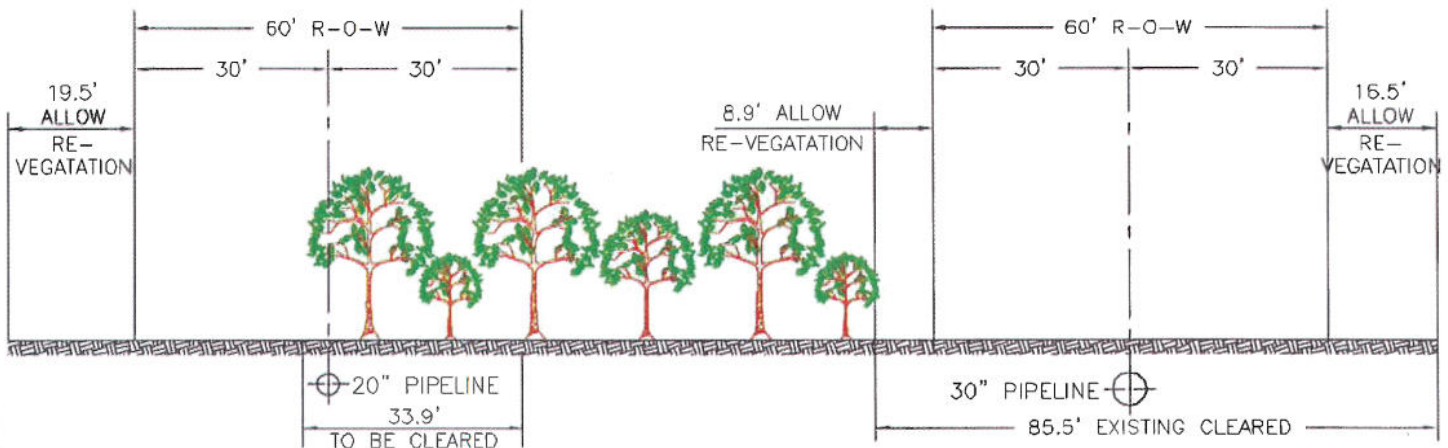 60' R-O-W
60' R-O-W
30'
30'
30'
30'
19.5'
ALLOW
RE-
VEGATATION
8.9' ALLOW
RE-VEGATATION
16.5'
ALLOW
RE-
VEGATATION
20" PIPELINE
33.9'
TO BE CLEARED
30" PIPELINE
85.5' EXISTING CLEARED